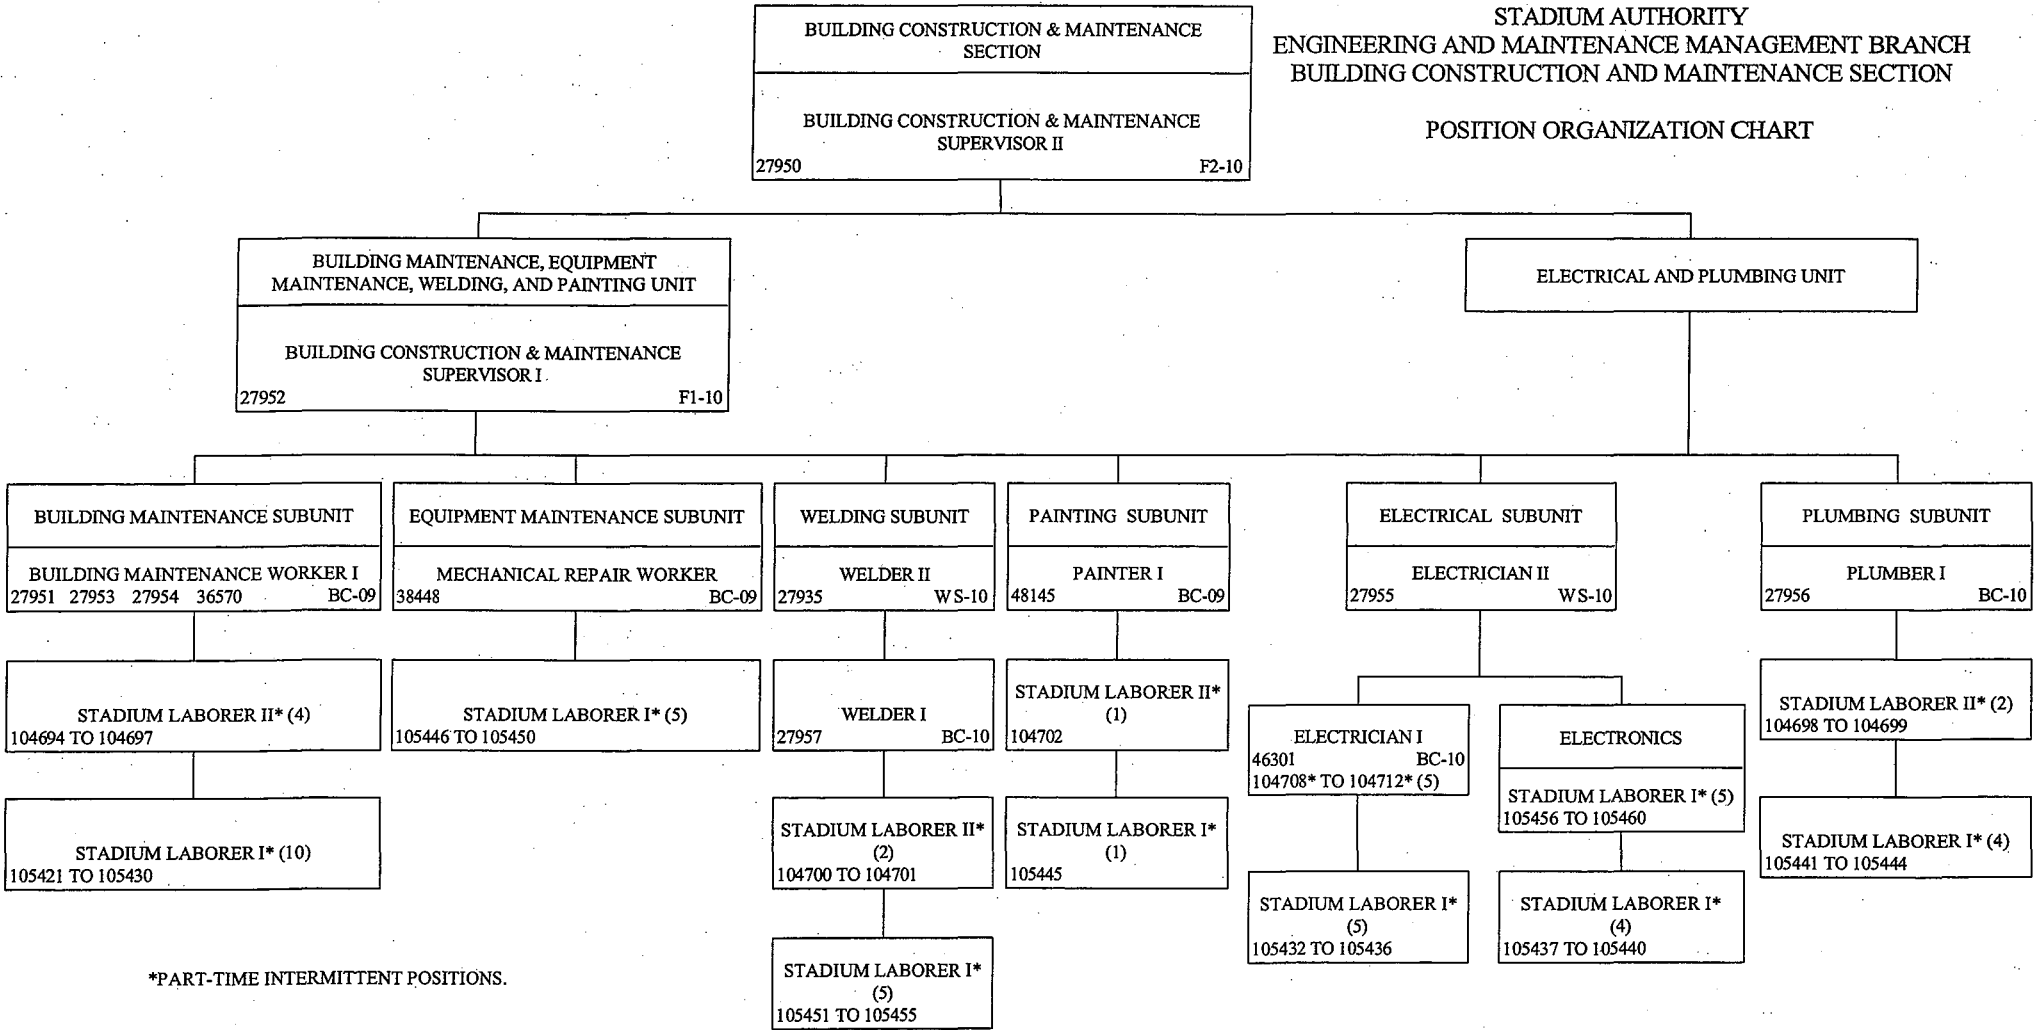 STADIUM AUTHORITY
ENGINEERING AND MAINTENANCE MANAGEMENT BRANCH
BUILDING CONSTRUCTION AND MAINTENANCE SECTION
POSITION ORGANIZATION CHART
BUILDING CONSTRUCTION & MAINTENANCE
SECTION
BUILDING CONSTRUCTION & MAINTENANCE
SUPERVISOR II
27950 F2-10
BUILDING MAINTENANCE, EQUIPMENT
MAINTENANCE, WELDING, AND PAINTING UNIT
BUILDING CONSTRUCTION & MAINTENANCE
SUPERVISOR I
27952 F1-10
ELECTRICAL AND PLUMBING UNIT
BUILDING MAINTENANCE SUBUNIT
BUILDING MAINTENANCE WORKER I
27951 27953 27954 36570 BC-09
STADIUM LABORER II* (4)
104694 TO 104697
STADIUM LABORER I* (10)
105421 TO 105430
EQUIPMENT MAINTENANCE SUBUNIT
MECHANICAL REPAIR WORKER
38448 BC-09
STADIUM LABORER I* (5)
105446 TO 105450
WELDING SUBUNIT
WELDER II
27935 WS-10
WELDER I
27957 BC-10
STADIUM LABORER II*
(2)
104700 TO 104701
STADIUM LABORER I*
(5)
105451 TO 105455
PAINTING SUBUNIT
PAINTER I
48145 BC-09
STADIUM LABORER II*
(1)
104702
STADIUM LABORER I*
(1)
105445
ELECTRICAL SUBUNIT
ELECTRICIAN II
27955 WS-10
ELECTRICIAN I
46301 BC-10
104708* TO 104712* (5)
STADIUM LABORER I*
(5)
105432 TO 105436
ELECTRONICS
STADIUM LABORER I* (5)
105456 TO 105460
STADIUM LABORER I*
(4)
105437 TO 105440
PLUMBING SUBUNIT
PLUMBER I
27956 BC-10
STADIUM LABORER II* (2)
104698 TO 104699
STADIUM LABORER I* (4)
105441 TO 105444
*PART-TIME INTERMITTENT POSITIONS.